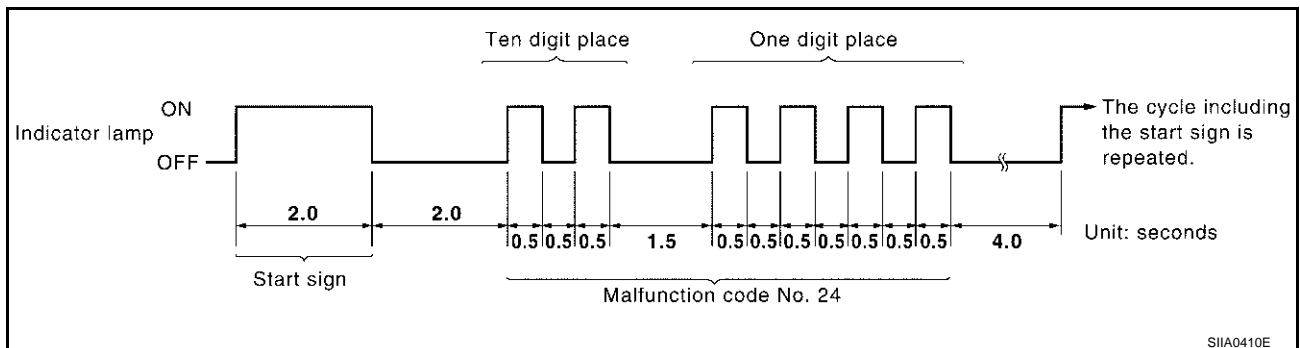 Ten digit place
One digit place
ON
Indicator lamp
OFF
The cycle including
the start sign is
repeated.
2.0
2.0
0.5
0.5
0.5
1.5
0.5
0.5
0.5
0.5
0.5
0.5
0.5
4.0
Unit: seconds
Start sign
Malfunction code No. 24
SIIA0410E